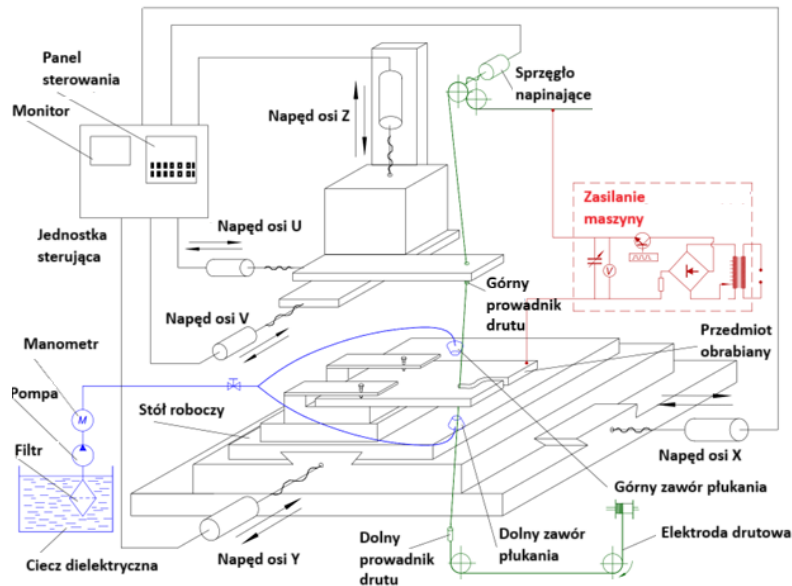 Panel
sterowania
Monitor
Sprzęgło
napinające
Napęd osi Z
Zasilanie
maszyny
Napęd osi U
Jednostka
sterująca
V
Górny
prowadnik
drutu
Napęd osi V
Przedmiot
obrabiany
Manometr
M
Pompa
Stół roboczy
Filtr
Napęd osi X
Górny zawór płukania
Dolny
prowadnik
drutu
Dolny zawór
płukania
Elektroda drutowa
Napęd osi Y
Ciecz dielektryczna